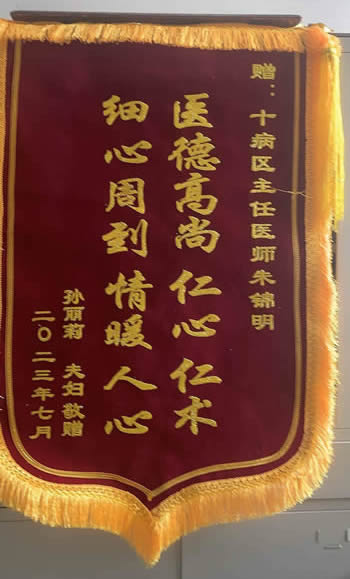 赠：十病区主任医师朱锦明
医德高尚 仁心仁术
细心周到 情暖人心
孙丽莉 夫妇敬赠
二〇二三年七月